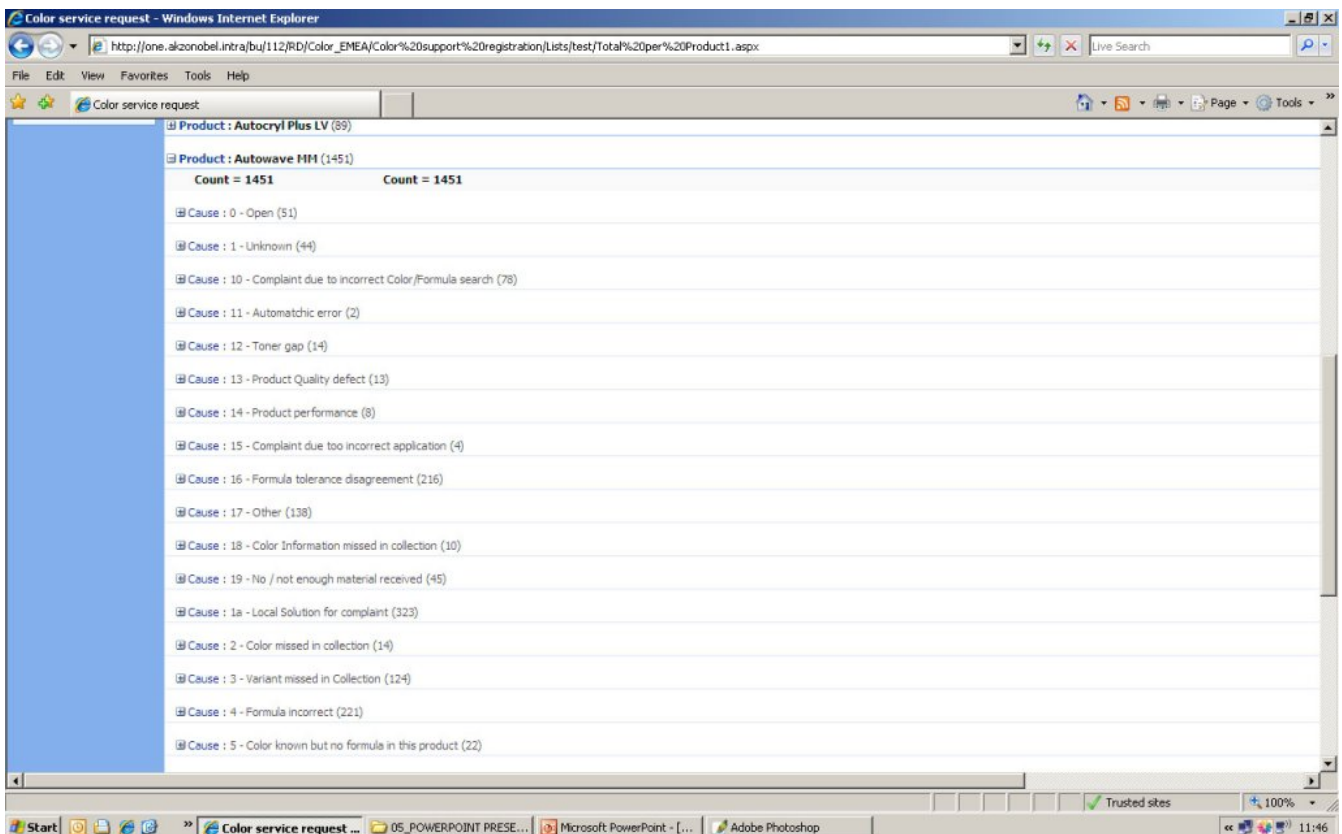 Color service request - Windows Internet Explorer
http://one.akzonobel.intra/bu/112/RD/Color_EMEA/Color%20support%20registration/Lists/test/Total%20per%20Product1.aspx
Live Search
File Edit View Favorites Tools Help
Color service request
Page Tools »
Product : Autocryl Plus LV (89)
Product : Autowave MM (1451)
Count = 1451 Count = 1451
Cause : 0 - Open (51)
Cause : 1 - Unknown (44)
Cause : 10 - Complaint due to incorrect Color/Formula search (78)
Cause : 11 - Automatchic error (2)
Cause : 12 - Toner gap (14)
Cause : 13 - Product Quality defect (13)
Cause : 14 - Product performance (8)
Cause : 15 - Complaint due too incorrect application (4)
Cause : 16 - Formula tolerance disagreement (216)
Cause : 17 - Other (138)
Cause : 18 - Color Information missed in collection (10)
Cause : 19 - No / not enough material received (45)
Cause : 1a - Local Solution for complaint (323)
Cause : 2 - Color missed in collection (14)
Cause : 3 - Variant missed in Collection (124)
Cause : 4 - Formula incorrect (221)
Cause : 5 - Color known but no formula in this product (22)
Trusted sites 100%
Start » Color service request ... 05_POWERPOINT PRESE... Microsoft PowerPoint - [... Adobe Photoshop « 11:46